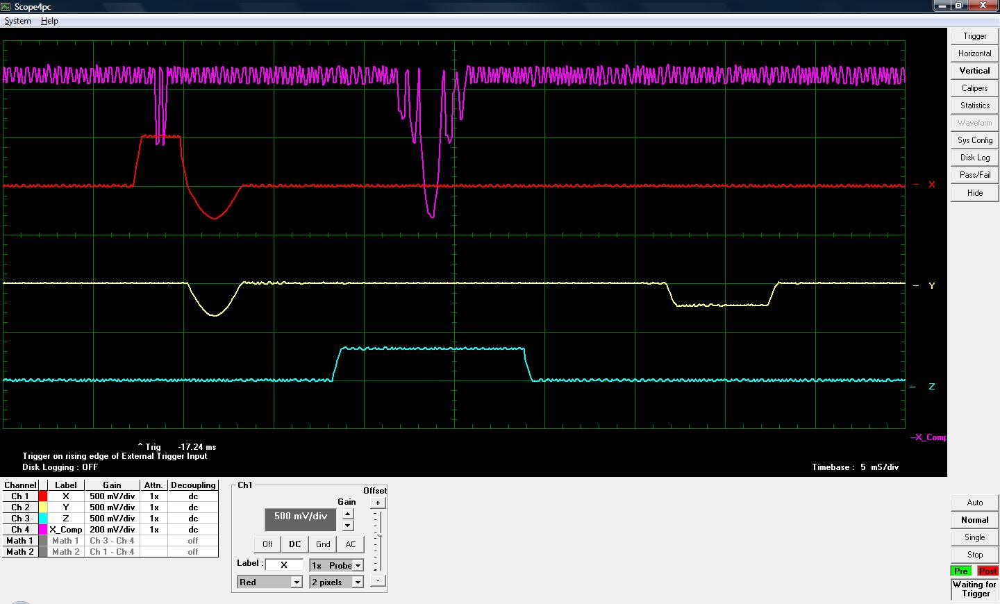 Scope4pc
System Help
Trigger
Horizontal
Vertical
Calipers
Statistics
Waveform
Sys Config
Disk Log
Pass/Fail
Hide
X
Y
Z
X_Comp
^ Trig -17.24 ms
Trigger on rising edge of External Trigger Input
Disk Logging : OFF
Timebase : 5 mS/div
Channel Label Gain Attn. Decoupling
Ch 1 X 500 mV/div 1x dc
Ch 2 Y 500 mV/div 1x dc
Ch 3 Z 500 mV/div 1x dc
Ch 4 X_Comp 200 mV/div 1x dc
Math 1 Math 1 Ch 3 - Ch 4 off
Math 2 Math 2 Ch 1 - Ch 4 off
Ch1
Offset
Gain +
500 mV/div
Off DC Gnd AC
Label : X 1x Probe
Red 2 pixels -
Auto
Normal
Single
Stop
Pre Post
Waiting for
Trigger